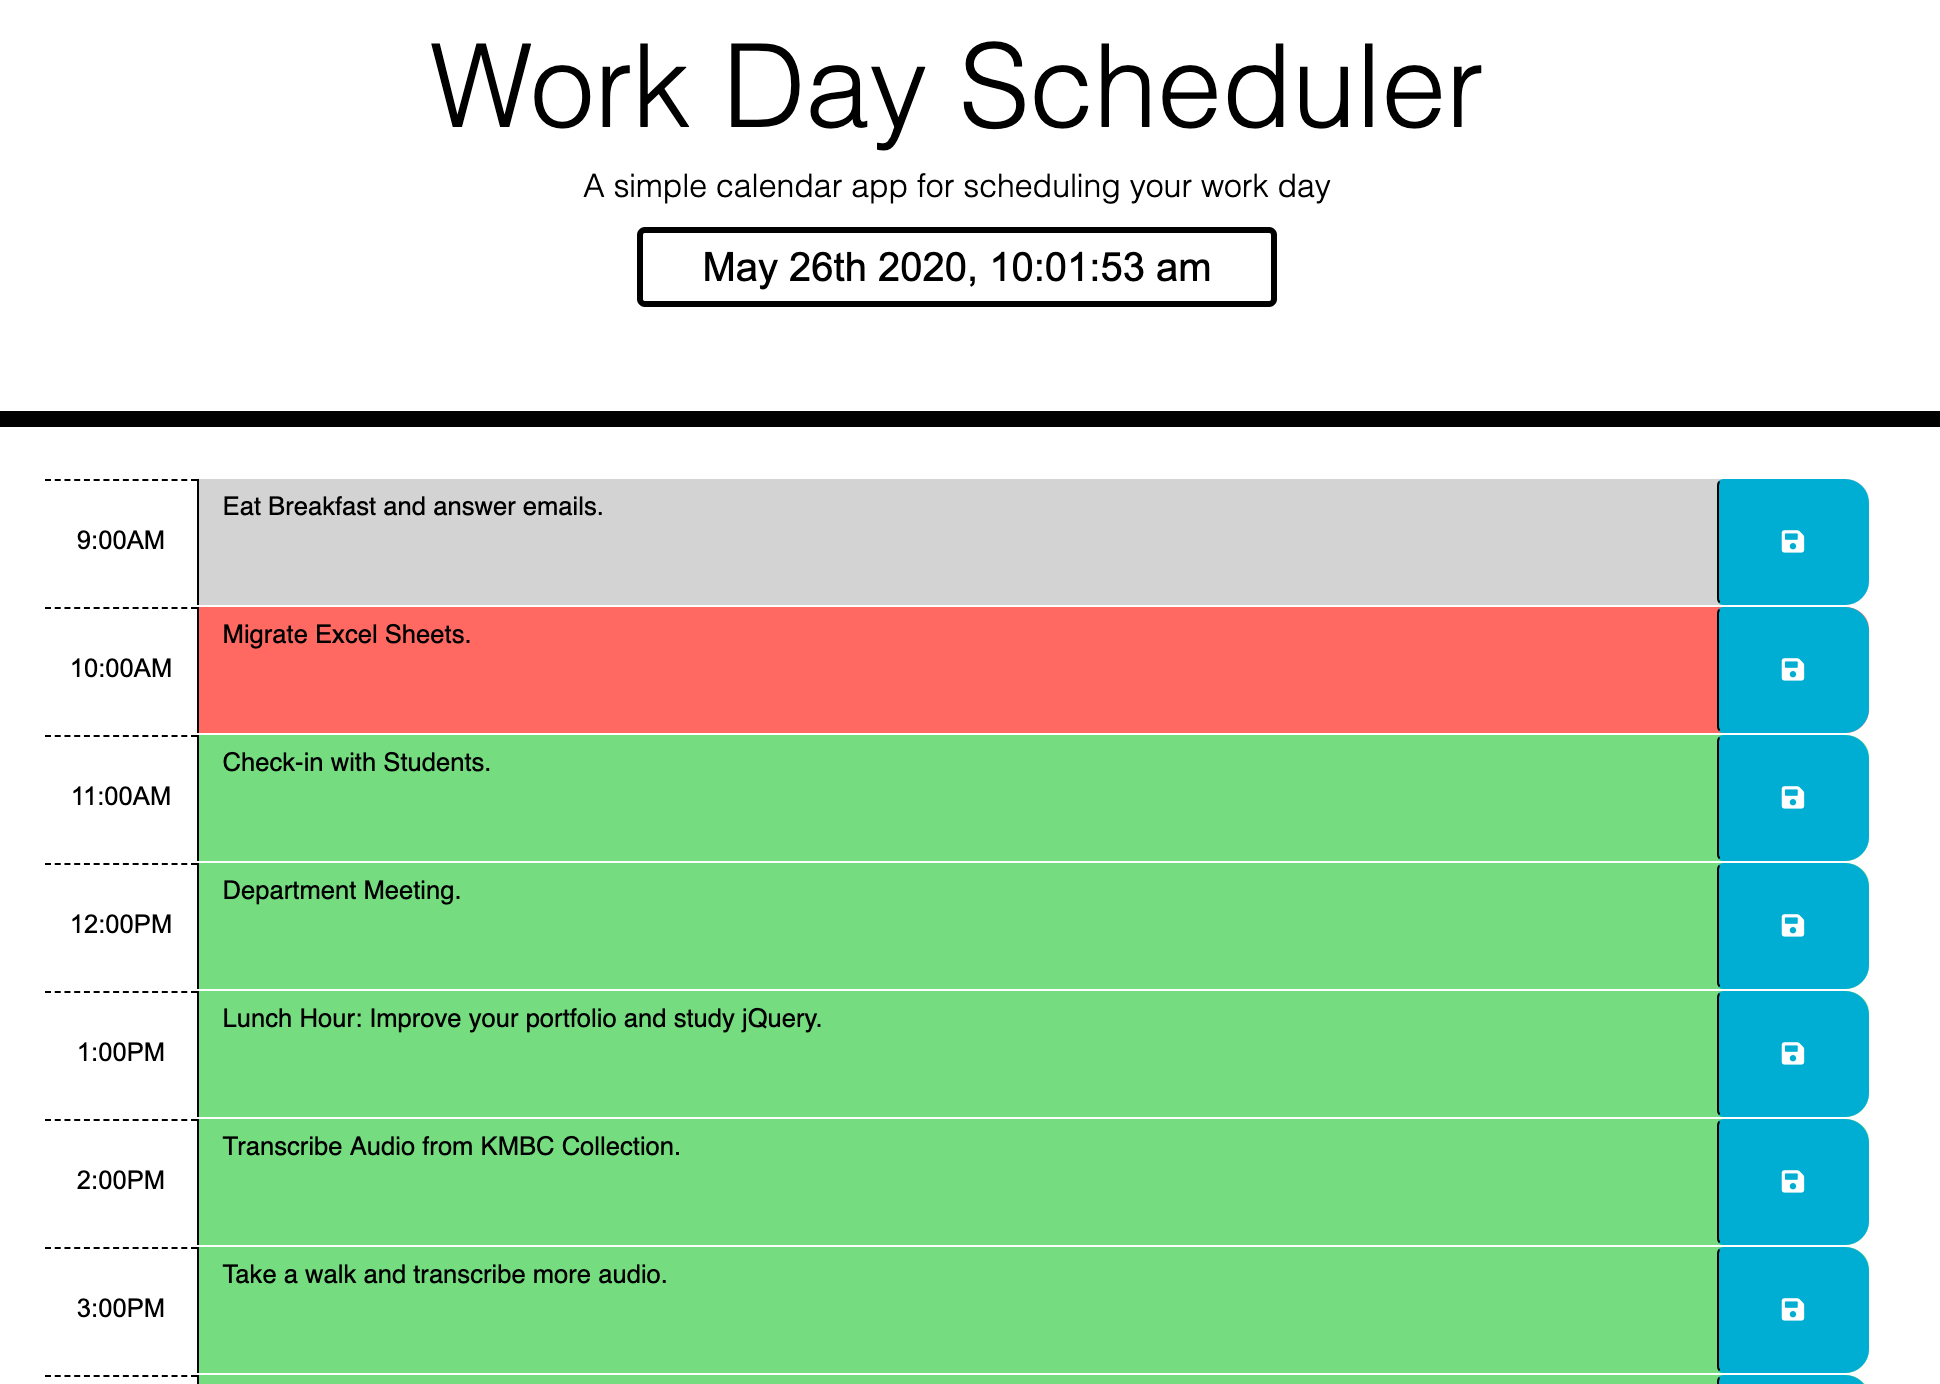 Work Day Scheduler
A simple calendar app for scheduling your work day
May 26th 2020, 10:01:53 am
Eat Breakfast and answer emails.
9:00AM
Migrate Excel Sheets.
10:00AM
Check-in with Students.
11:00AM
Department Meeting.
12:00PM
Lunch Hour: Improve your portfolio and study jQuery.
1:00PM
Transcribe Audio from KMBC Collection.
2:00PM
Take a walk and transcribe more audio.
3:00PM